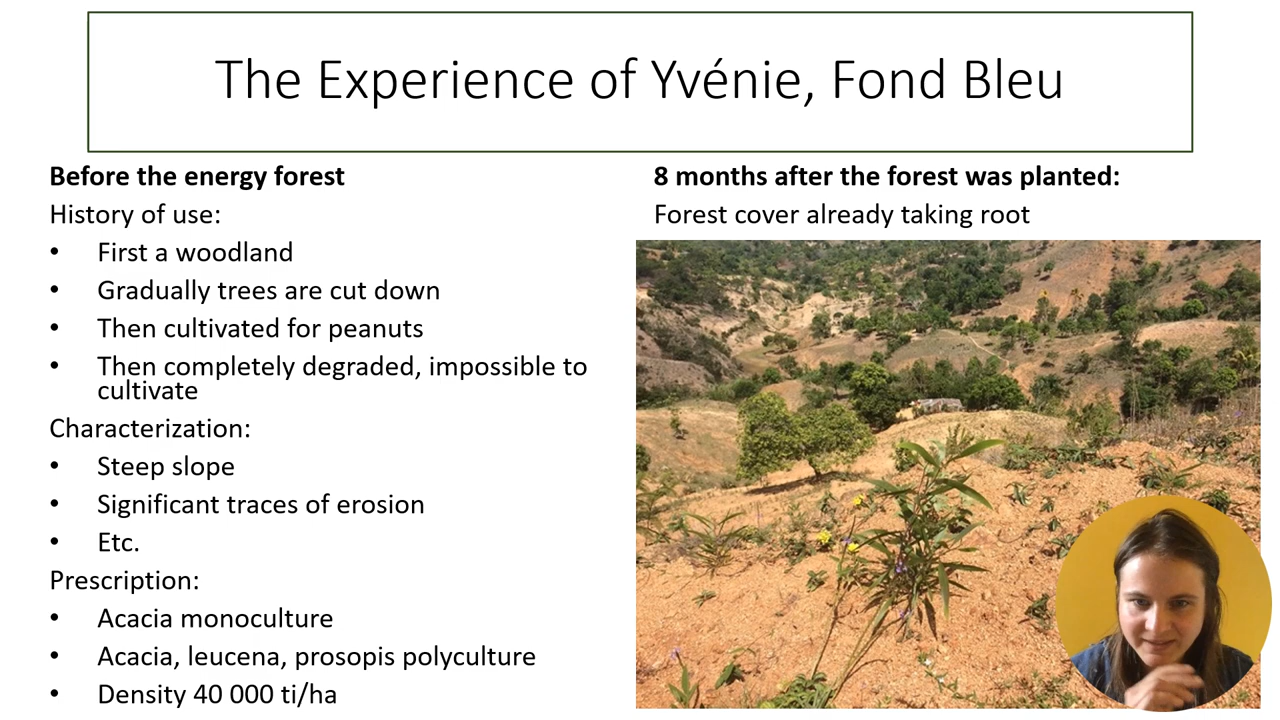 The Experience of Yvénie, Fond Bleu
Before the energy forest
History of use:
• First a woodland
• Gradually trees are cut down
• Then cultivated for peanuts
• Then completely degraded, impossible to
cultivate
Characterization:
• Steep slope
• Significant traces of erosion
• Etc.
Prescription:
• Acacia monoculture
• Acacia, leucena, prosopis polyculture
• Density 40 000 ti/ha
8 months after the forest was planted:
Forest cover already taking root